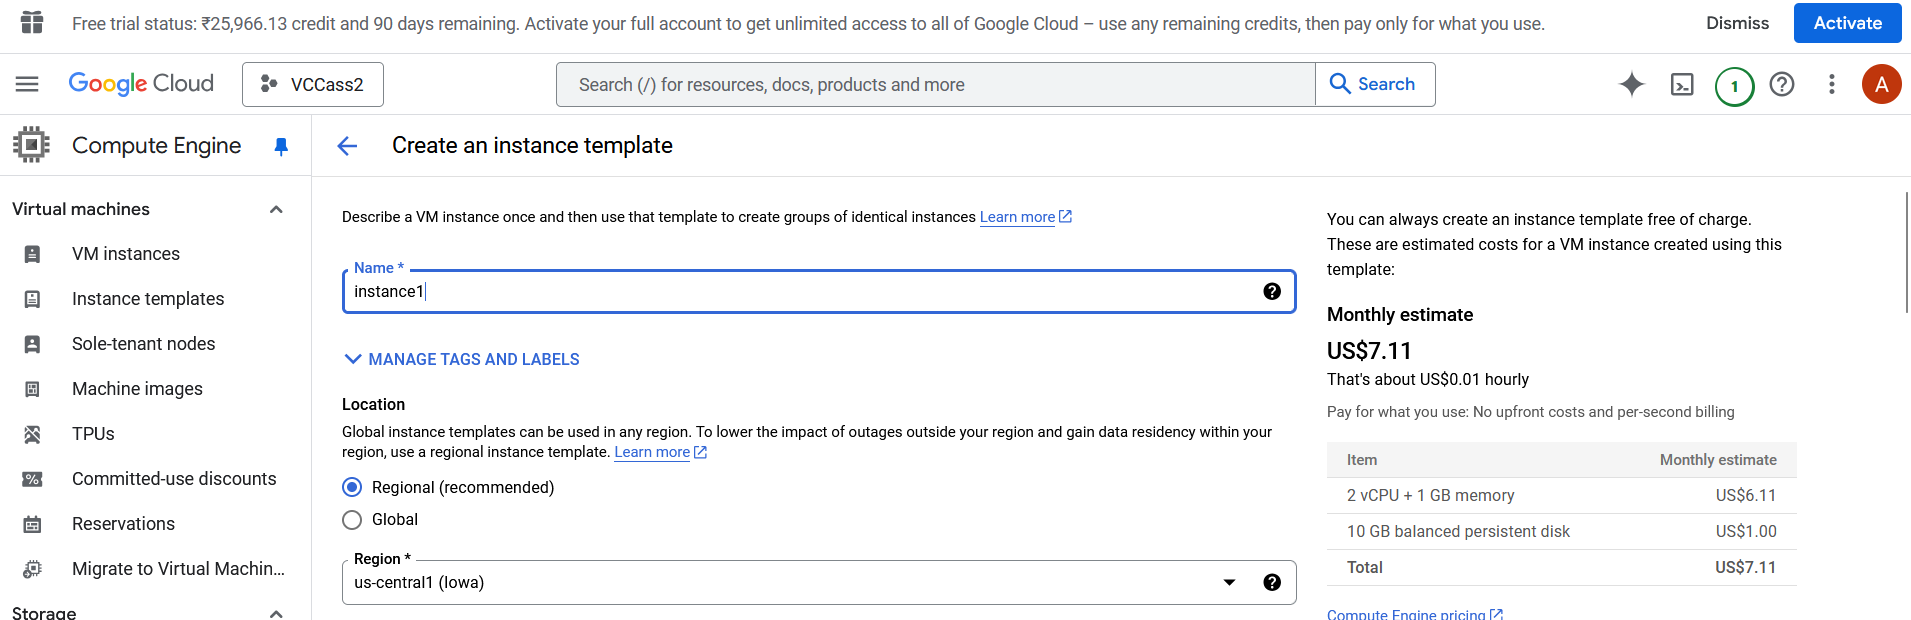 Free trial status: ₹25,966.13 credit and 90 days remaining. Activate your full account to get unlimited access to all of Google Cloud – use any remaining credits, then pay only for what you use.
Dismiss
Activate
Google Cloud
VCCass2
Search (/) for resources, docs, products and more
Search
1
A
Compute Engine
Create an instance template
Virtual machines
VM instances
Instance templates
Sole-tenant nodes
Machine images
TPUs
Committed-use discounts
Reservations
Migrate to Virtual Machin...
Storage
Describe a VM instance once and then use that template to create groups of identical instances Learn more
Name *
instance1
MANAGE TAGS AND LABELS
Location
Global instance templates can be used in any region. To lower the impact of outages outside your region and gain data residency within your
region, use a regional instance template. Learn more
Regional (recommended)
Global
Region *
us-central1 (Iowa)
You can always create an instance template free of charge.
These are estimated costs for a VM instance created using this
template:
Monthly estimate
US$7.11
That's about US$0.01 hourly
Pay for what you use: No upfront costs and per-second billing
Item Monthly estimate
2 vCPU + 1 GB memory US$6.11
10 GB balanced persistent disk US$1.00
Total US$7.11
Compute Engine pricing